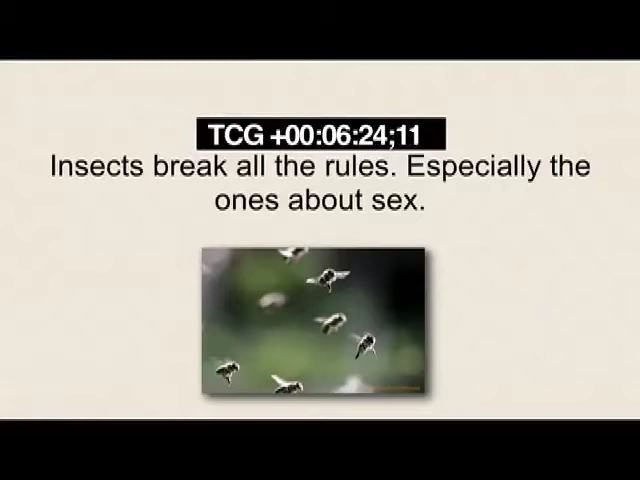 TCG +00:06:24;11
Insects break all the rules. Especially the
ones about sex.